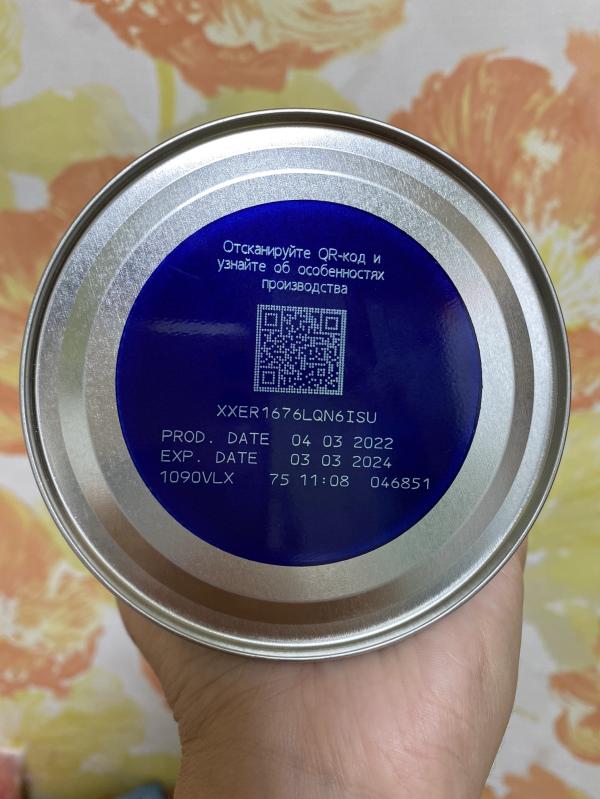 Отсканируйте QR-код и
узнайте об особенностях
производства
XXER1676LQN6ISU
PROD. DATE 04 03 2022
EXP. DATE 03 03 2024
1090VLX 75 11:08 046851